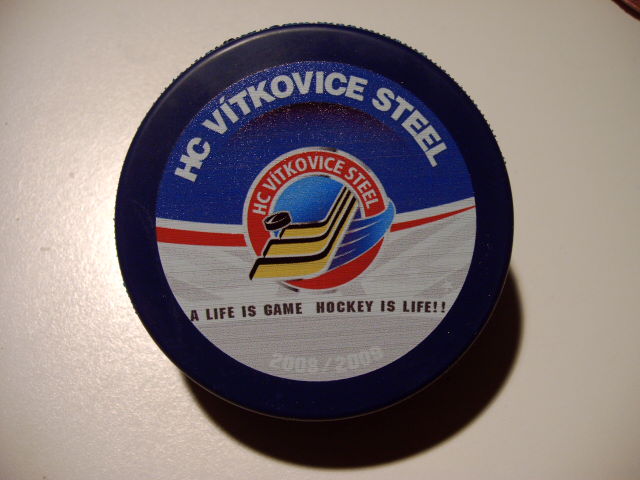 HC VÍTKOVICE STEEL
HC VÍTKOVICE STEEL
A LIFE IS GAME HOCKEY IS LIFE!!
2008/2009